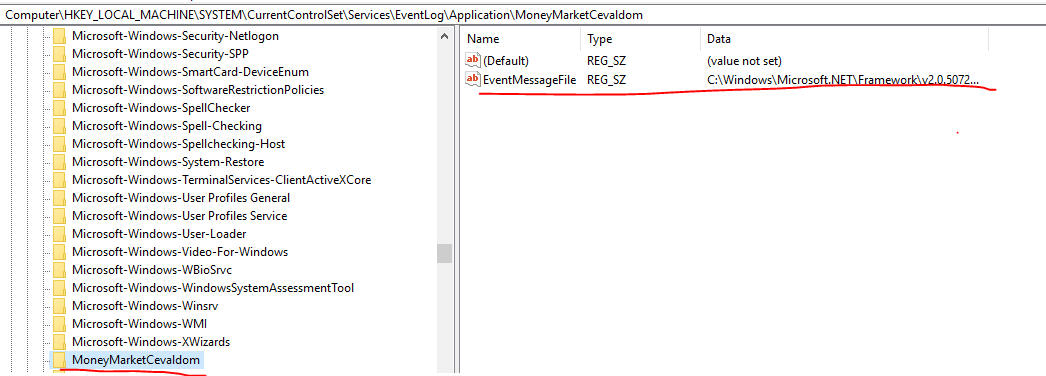 Computer\HKEY_LOCAL_MACHINE\SYSTEM\CurrentControlSet\Services\EventLog\Application\MoneyMarketCevaldom
Microsoft-Windows-Security-Netlogon
Microsoft-Windows-Security-SPP
Microsoft-Windows-SmartCard-DeviceEnum
Microsoft-Windows-SoftwareRestrictionPolicies
Microsoft-Windows-SpellChecker
Microsoft-Windows-Spell-Checking
Microsoft-Windows-Spellchecking-Host
Microsoft-Windows-System-Restore
Microsoft-Windows-TerminalServices-ClientActiveXCore
Microsoft-Windows-User Profiles General
Microsoft-Windows-User Profiles Service
Microsoft-Windows-User-Loader
Microsoft-Windows-Video-For-Windows
Microsoft-Windows-WBioSrvc
Microsoft-Windows-WindowsSystemAssessmentTool
Microsoft-Windows-Winsrv
Microsoft-Windows-WMI
Microsoft-Windows-XWizards
MoneyMarketCevaldom
Name Type Data
ab (Default) REG_SZ (value not set)
ab EventMessageFile REG_SZ C:\Windows\Microsoft.NET\Framework\v2.0.5072...